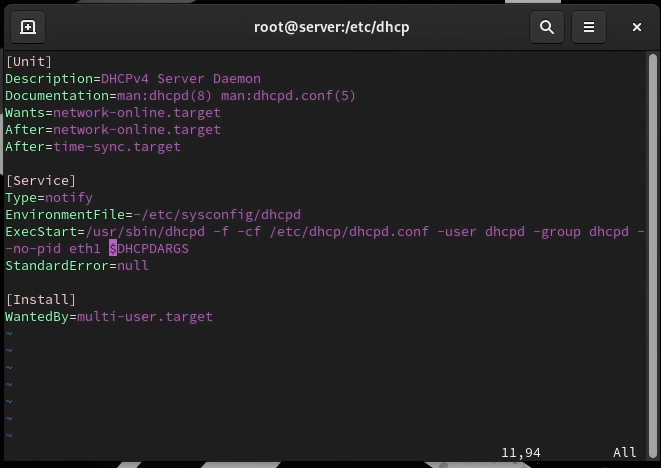 root@server:/etc/dhcp
[Unit]
Description=DHCPv4 Server Daemon
Documentation=man:dhcpd(8) man:dhcpd.conf(5)
Wants=network-online.target
After=network-online.target
After=time-sync.target
[Service]
Type=notify
EnvironmentFile=-/etc/sysconfig/dhcpd
ExecStart=/usr/sbin/dhcpd -f -cf /etc/dhcp/dhcpd.conf -user dhcpd -group dhcpd -
-no-pid eth1 $DHCPDARGS
StandardError=null
[Install]
WantedBy=multi-user.target
~
~
~
~
~
~
~
11,94 All